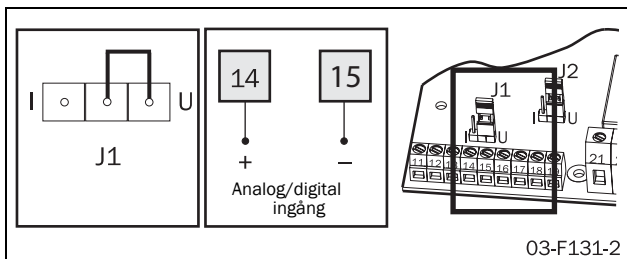 I U
J1
14 15
+ −
Analog/digital
ingång
J1 J2
I U I U
11 12 13 14 15 16 17 18 19 21
03-F131-2